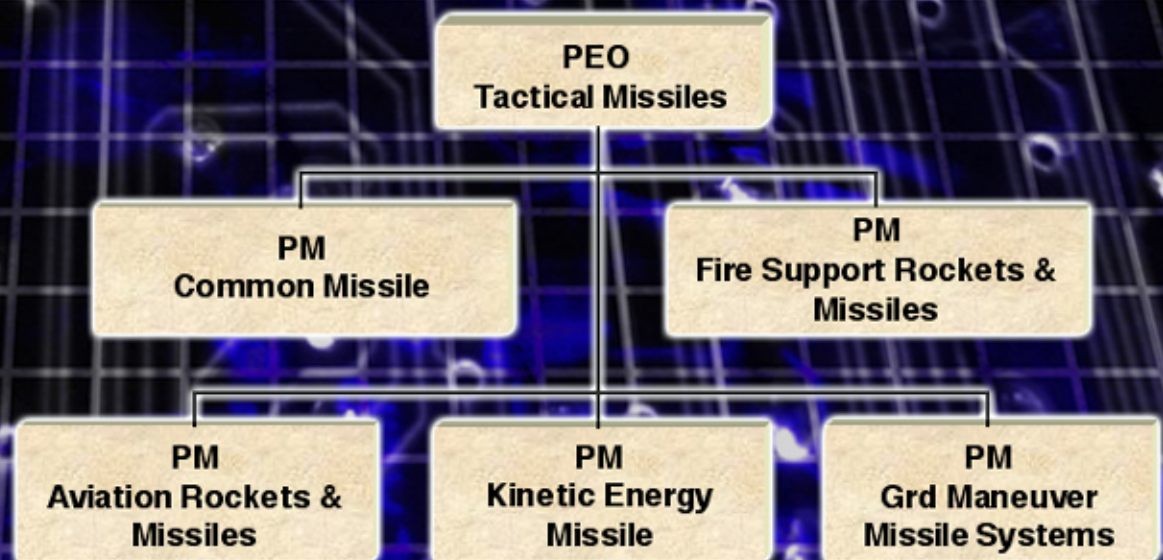 PEO
Tactical Missiles
PM
Common Missile
PM
Fire Support Rockets &
Missiles
PM
Aviation Rockets &
Missiles
PM
Kinetic Energy
Missile
PM
Grd Maneuver
Missile Systems